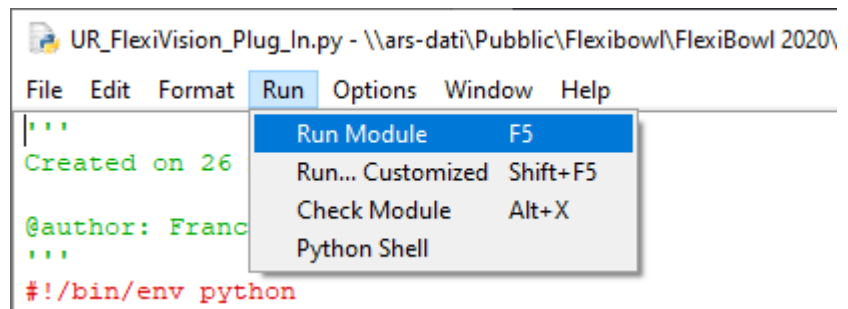 UR_FlexiVision_Plug_In.py - \\ars-dati\Pubblic\Flexibowl\FlexiBowl 2020\
File Edit Format Run Options Window Help
'''
Run Module F5
Created on 26
Run... Customized Shift+F5
Check Module Alt+X
@author: Franc
Python Shell
'''
#!/bin/env python